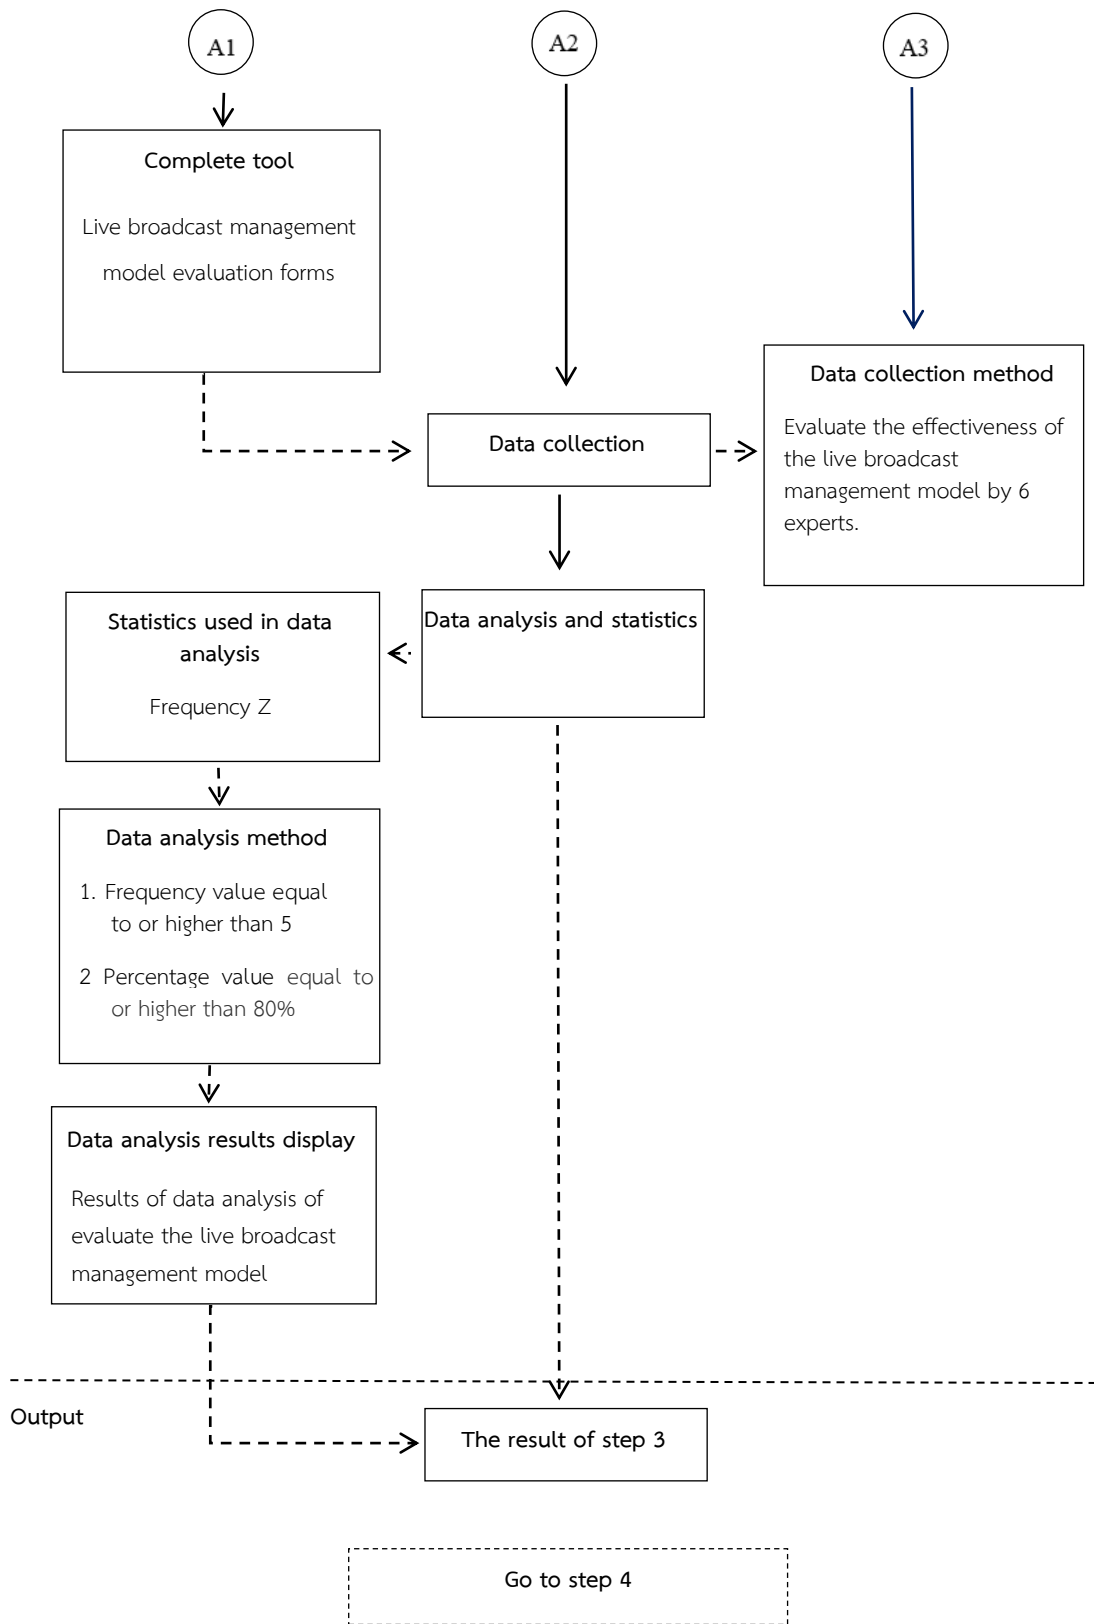 A1
A2
A3
Complete tool
Live broadcast management
model evaluation forms
Data collection method
Evaluate the effectiveness of
the live broadcast
management model by 6
experts.
Data collection
Data analysis and statistics
Statistics used in data
analysis
Frequency Z
Data analysis method
1. Frequency value equal
to or higher than 5
2 Percentage value equal to
or higher than 80%
Data analysis results display
Results of data analysis of
evaluate the live broadcast
management model
Output
The result of step 3
Go to step 4